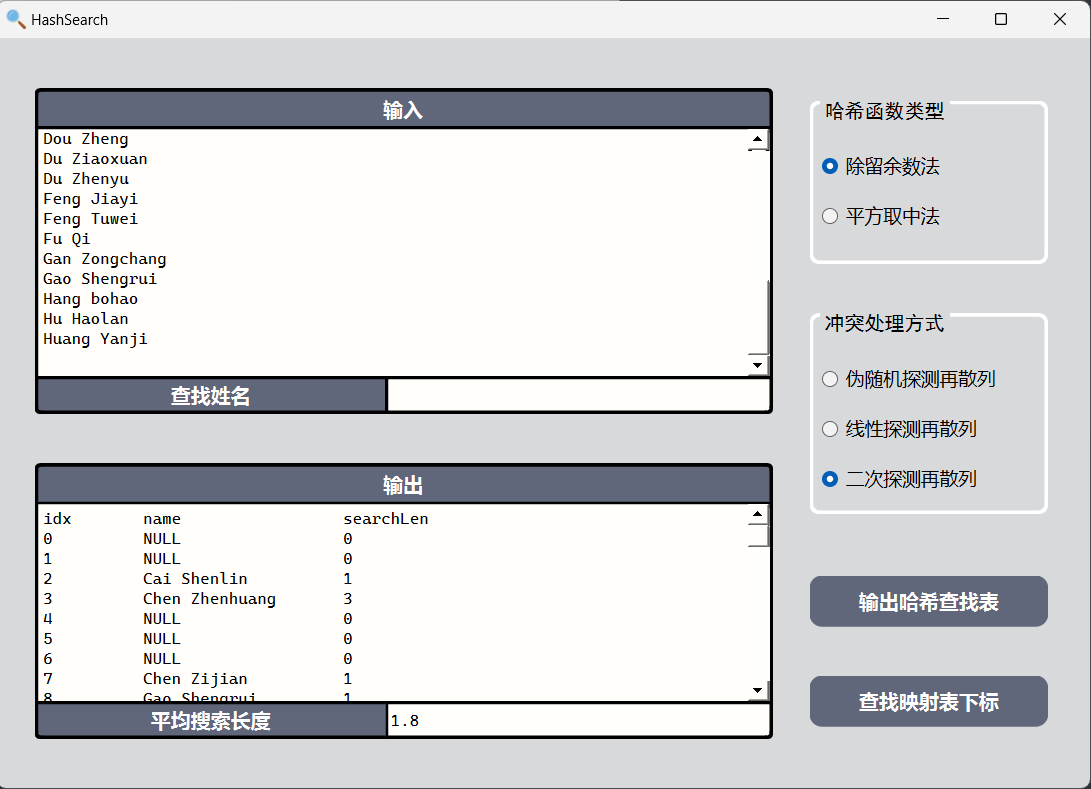 HashSearch
输入
Dou Zheng
Du Ziaoxuan
Du Zhenyu
Feng Jiayi
Feng Tuwei
Fu Qi
Gan Zongchang
Gao Shengrui
Hang bohao
Hu Haolan
Huang Yanji
查找姓名
输出
idx name searchLen
0 NULL 0
1 NULL 0
2 Cai Shenlin 1
3 Chen Zhenhuang 3
4 NULL 0
5 NULL 0
6 NULL 0
7 Chen Zijian 1
8 Gao Shengrui 1
平均搜索长度 1.8
哈希函数类型
除留余数法
平方取中法
冲突处理方式
伪随机探测再散列
线性探测再散列
二次探测再散列
输出哈希查找表
查找映射表下标